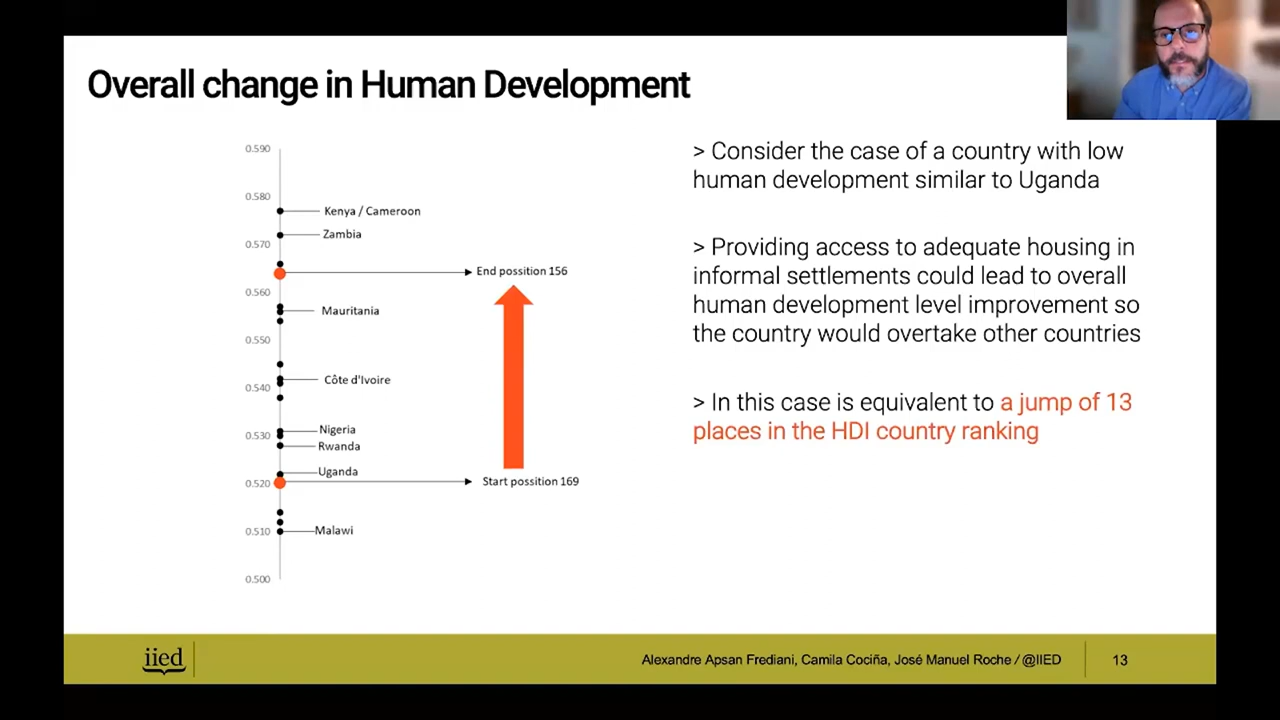 Overall change in Human Development
0.590
0.580
0.570
0.560
0.550
0.540
0.530
0.520
0.510
0.500
Kenya / Cameroon
Zambia
End possition 156
Mauritania
Côte d'Ivoire
Nigeria
Rwanda
Uganda
Start possition 169
Malawi
> Consider the case of a country with low
human development similar to Uganda
> Providing access to adequate housing in
informal settlements could lead to overall
human development level improvement so
the country would overtake other countries
> In this case is equivalent to a jump of 13
places in the HDI country ranking
iied
Alexandre Apsan Frediani, Camila Cociña, José Manuel Roche / @IIED
13